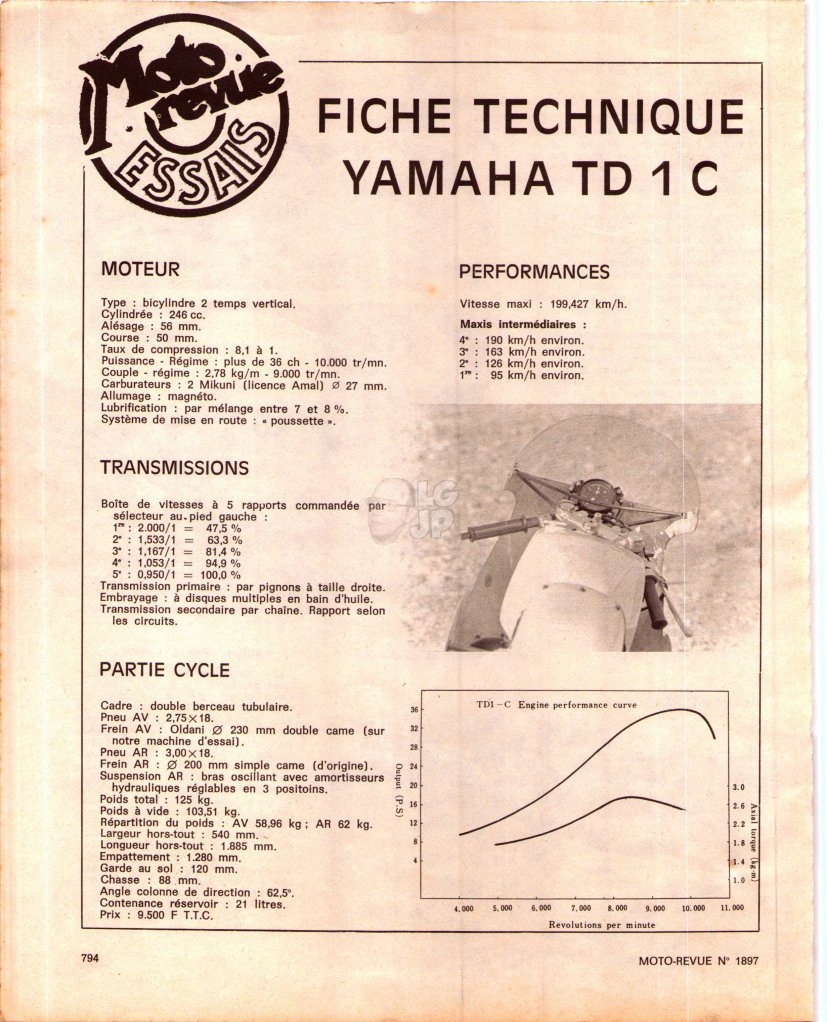 Moto
revue
ESSAIS
FICHE TECHNIQUE
YAMAHA TD 1 C
MOTEUR
Type : bicylindre 2 temps vertical.
Cylindrée : 246 cc.
Alésage : 56 mm.
Course : 50 mm.
Taux de compression : 8,1 à 1.
Puissance - Régime : plus de 36 ch - 10.000 tr/mn.
Couple - régime : 2,78 kg/m - 9.000 tr/mn.
Carburateurs : 2 Mikuni (licence Amal) Ø 27 mm.
Allumage : magnéto.
Lubrification : par mélange entre 7 et 8 %.
Système de mise en route : « poussette ».
TRANSMISSIONS
Boîte de vitesses à 5 rapports commandée par
sélecteur au pied gauche :
1re : 2.000/1 = 47,5 %
2e : 1,533/1 = 63,3 %
3e : 1,167/1 = 81,4 %
4e : 1,053/1 = 94,9 %
5e : 0,950/1 = 100,0 %
Transmission primaire : par pignons à taille droite.
Embrayage : à disques multiples en bain d'huile.
Transmission secondaire par chaîne. Rapport selon
les circuits.
PARTIE CYCLE
Cadre : double berceau tubulaire.
Pneu AV : 2,75×18.
Frein AV : Oldani Ø 230 mm double came (sur
notre machine d'essai).
Pneu AR : 3,00×18.
Frein AR : Ø 200 mm simple came (d'origine).
Suspension AR : bras oscillant avec amortisseurs
hydrauliques réglables en 3 positoins.
Poids total : 125 kg.
Poids à vide : 103,51 kg.
Répartition du poids : AV 58,96 kg ; AR 62 kg.
Largeur hors-tout : 540 mm.
Longueur hors-tout : 1.885 mm.
Empattement : 1.280 mm.
Garde au sol : 120 mm.
Chasse : 88 mm.
Angle colonne de direction : 62,5°.
Contenance réservoir : 21 litres.
Prix : 9.500 F T.T.C.
PERFORMANCES
Vitesse maxi : 199,427 km/h.
Maxis intermédiaires :
4e : 190 km/h environ.
3e : 163 km/h environ.
2e : 126 km/h environ.
1re : 95 km/h environ.
LG
JP
TD1-C Engine performance curve
36
32
28
24
20
16
12
8
4
Output (P.S)
3.0
2.6
2.2
1.8
1.4
1.0
Axial torque (kg-m)
4.000 5.000 6.000 7.000 8.000 9.000 10.000 11.000
Revolutions per minute
794
MOTO-REVUE N° 1897